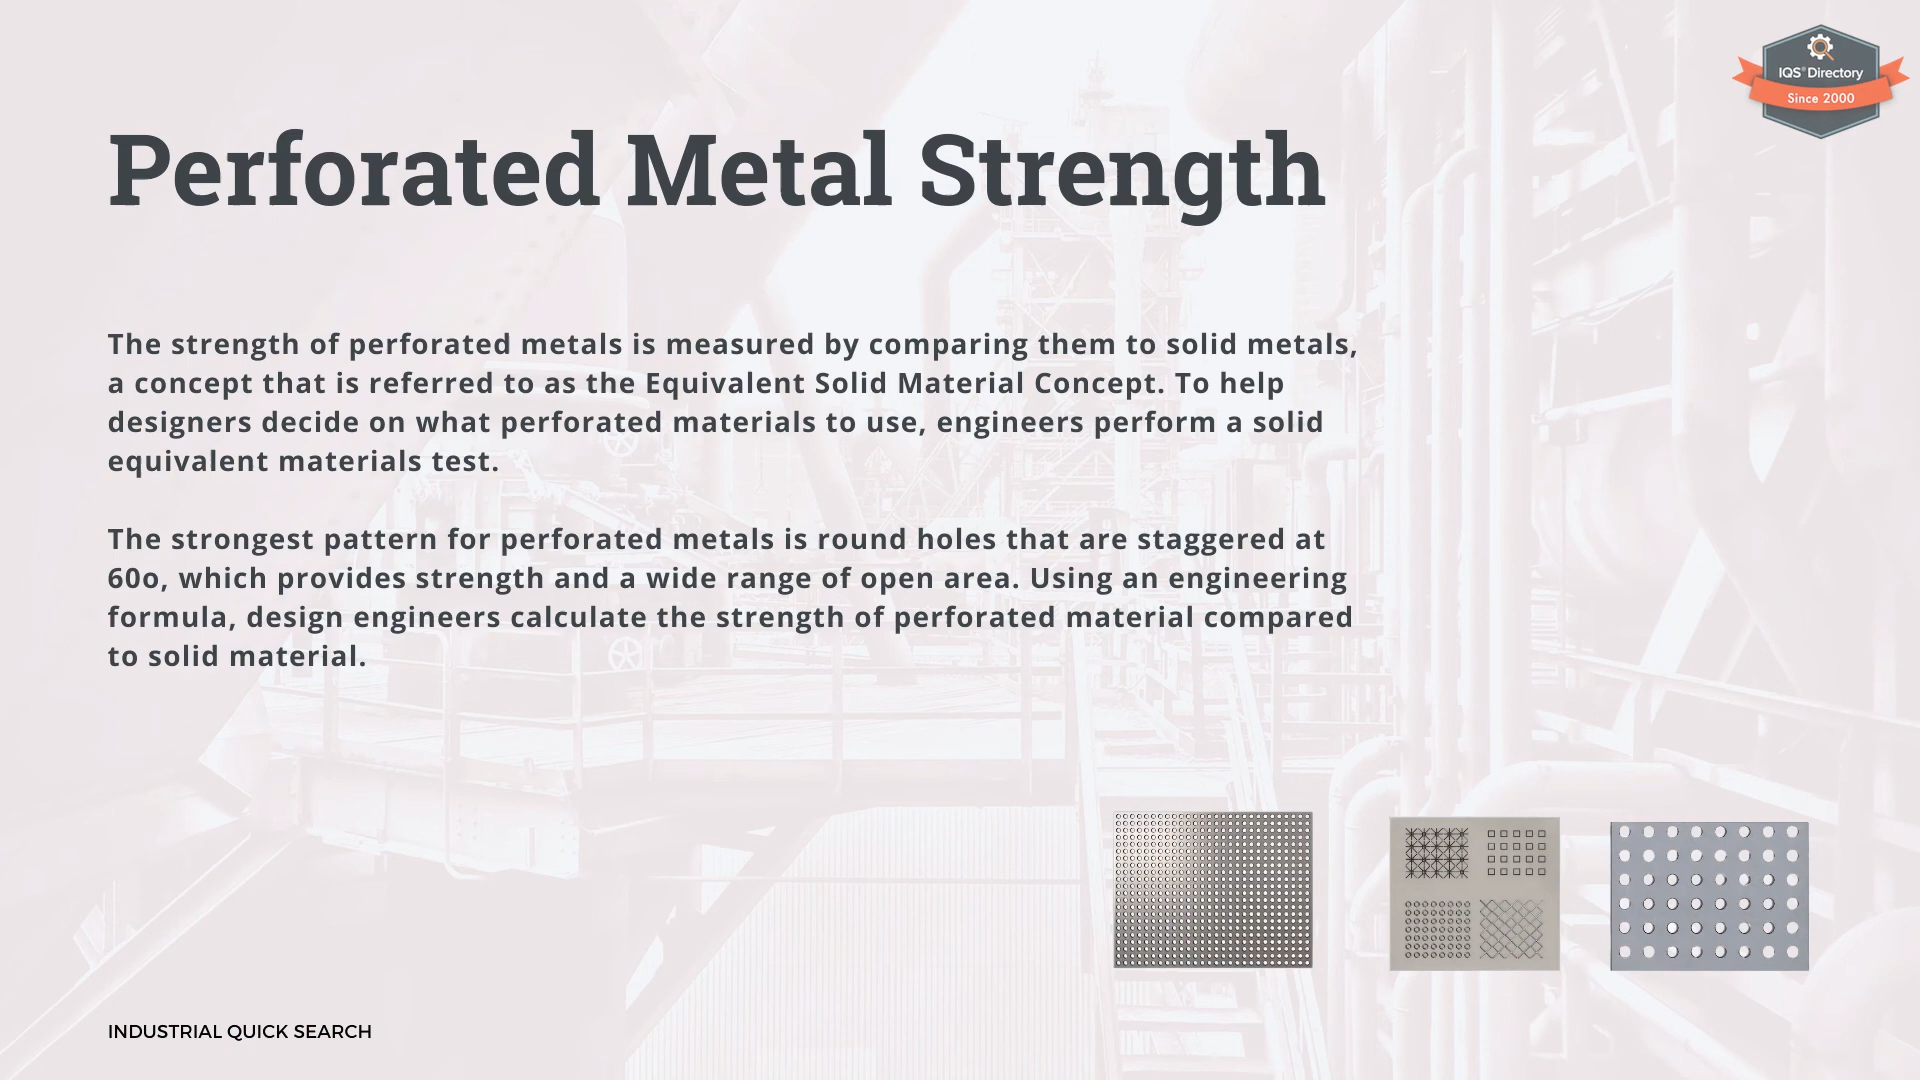 IQS® Directory
Since 2000
Perforated Metal Strength
The strength of perforated metals is measured by comparing them to solid metals,
a concept that is referred to as the Equivalent Solid Material Concept. To help
designers decide on what perforated materials to use, engineers perform a solid
equivalent materials test.
The strongest pattern for perforated metals is round holes that are staggered at
60o, which provides strength and a wide range of open area. Using an engineering
formula, design engineers calculate the strength of perforated material compared
to solid material.
INDUSTRIAL QUICK SEARCH